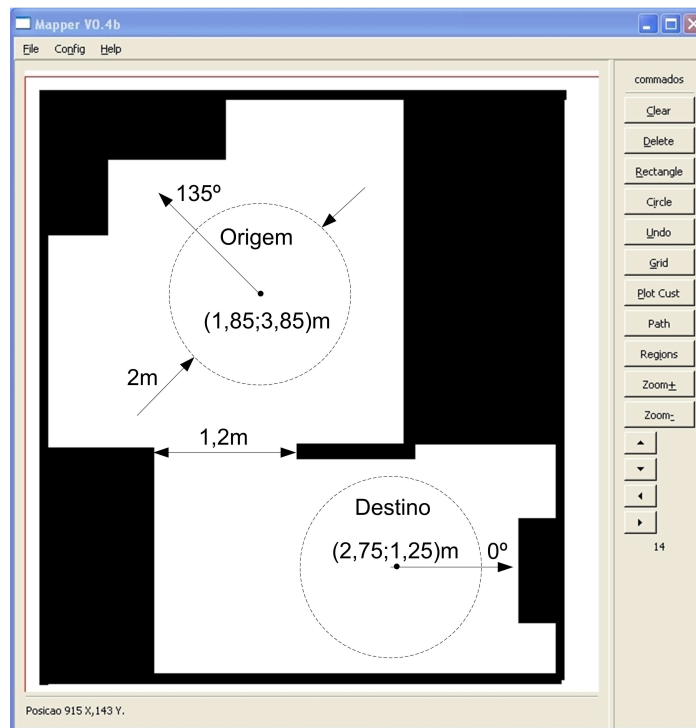 Mapper V0.4b
File Config Help
commados
Clear
Delete
Rectangle
Circle
Undo
Grid
Plot Cust
Path
Regions
Zoom+
Zoom-
14
135º
Origem
(1,85;3,85)m
2m
1,2m
Destino
(2,75;1,25)m 0º
Posicao 915 X,143 Y.